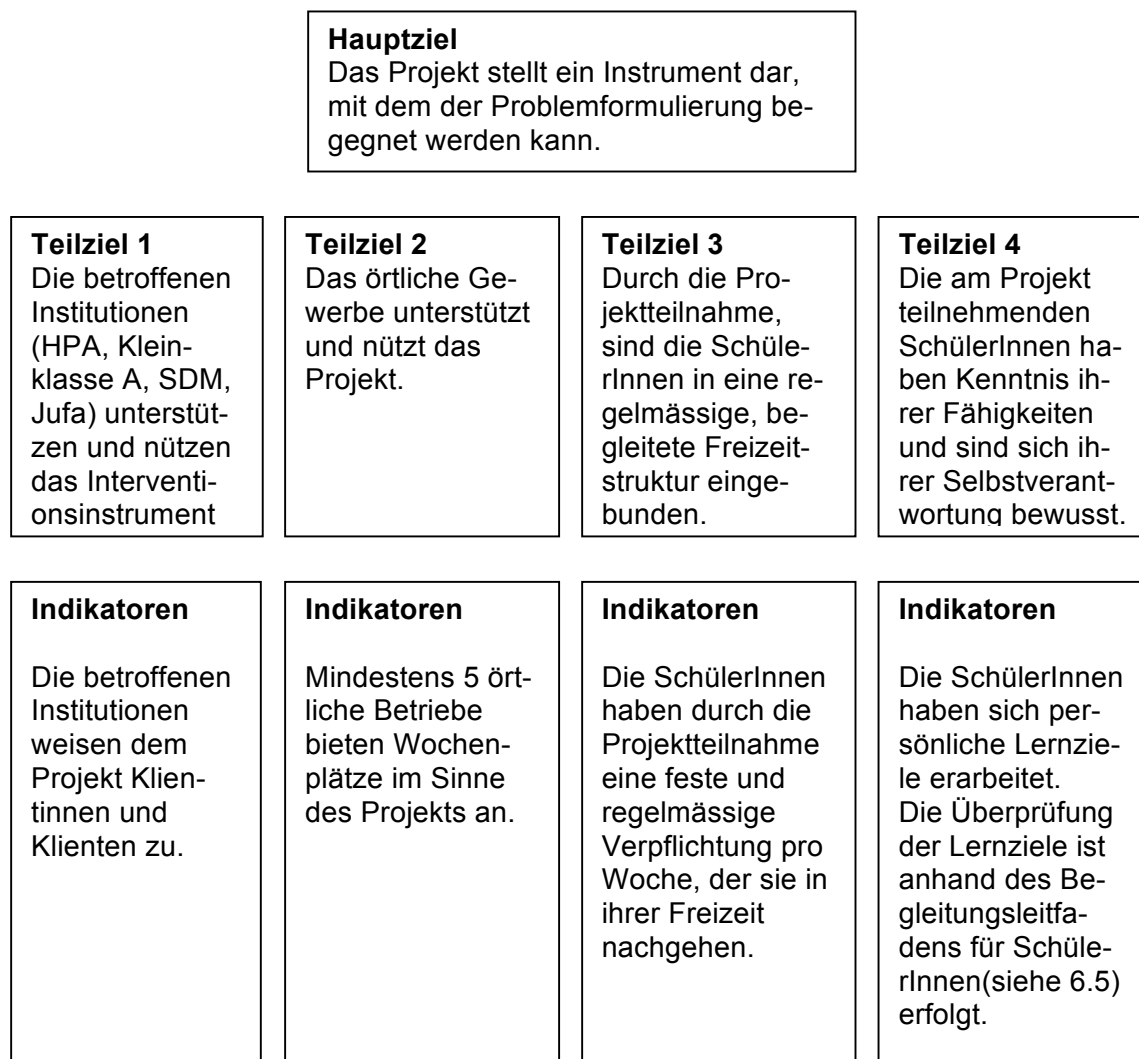 Hauptziel
Das Projekt stellt ein Instrument dar,
mit dem der Problemformulierung be-
gegnet werden kann.
Teilziel 1
Die betroffenen
Institutionen
(HPA, Klein-
klasse A, SDM,
Jufa) unterstüt-
zen und nützen
das Interventi-
onsinstrument
Teilziel 2
Das örtliche Ge-
werbe unterstützt
und nützt das
Projekt.
Teilziel 3
Durch die Pro-
jektteilnahme,
sind die Schüle-
rInnen in eine re-
gelmässige, be-
gleitete Freizeit-
struktur einge-
bunden.
Teilziel 4
Die am Projekt
teilnehmenden
SchülerInnen ha-
ben Kenntnis ih-
rer Fähigkeiten
und sind sich ih-
rer Selbstverant-
wortung bewusst.
Indikatoren
Die betroffenen
Institutionen
weisen dem
Projekt Klien-
tinnen und
Klienten zu.
Indikatoren
Mindestens 5 ört-
liche Betriebe
bieten Wochen-
plätze im Sinne
des Projekts an.
Indikatoren
Die SchülerInnen
haben durch die
Projektteilnahme
eine feste und
regelmässige
Verpflichtung pro
Woche, der sie in
ihrer Freizeit
nachgehen.
Indikatoren
Die SchülerInnen
haben sich per-
sönliche Lernzie-
le erarbeitet.
Die Überprüfung
der Lernziele ist
anhand des Be-
gleitungsleitfa-
dens für Schüle-
rInnen(siehe 6.5)
erfolgt.